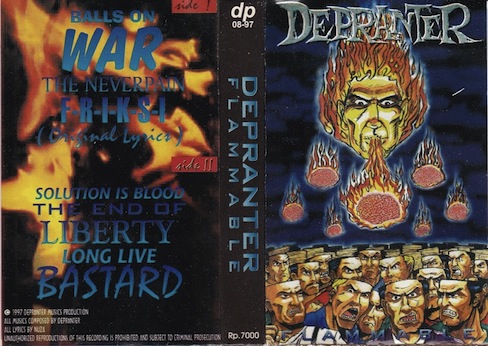 side I
BALLS ON
WAR
THE NEVERPAIN
F·R·I·K·S·I
(Original Lyrics)
side II
SOLUTION IS BLOOD
THE END OF
LIBERTY
LONG LIVE
BASTARD
© 1997 DEPRANTER MUSICS PRODUCTION
ALL MUSICS COMPOSED BY DEPRANTER
ALL LYRICS BY NUZA
UNAUTHORIZED REPRODUCTIONS OF THIS RECORDING IS PROHIBITED AND SUBJECT TO CRIMINAL PROSECUTION
dp
08-97
DEPRANTER
FLAMMABLE
Rp.7000
DEPRANTER
FLAMMABLE